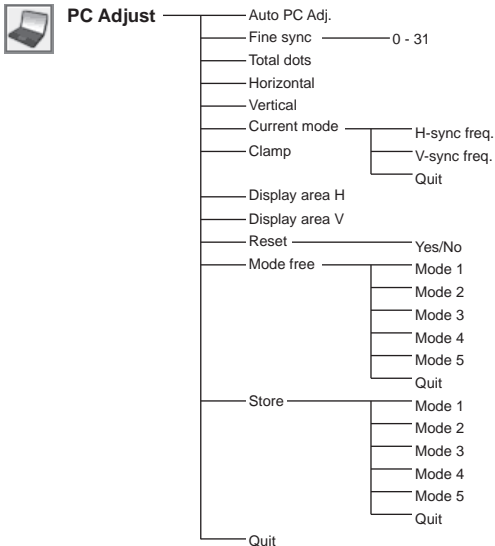 PC Adjust
Auto PC Adj.
Fine sync
0 - 31
Total dots
Horizontal
Vertical
Current mode
H-sync freq.
V-sync freq.
Quit
Clamp
Display area H
Display area V
Reset
Yes/No
Mode free
Mode 1
Mode 2
Mode 3
Mode 4
Mode 5
Quit
Store
Mode 1
Mode 2
Mode 3
Mode 4
Mode 5
Quit
Quit